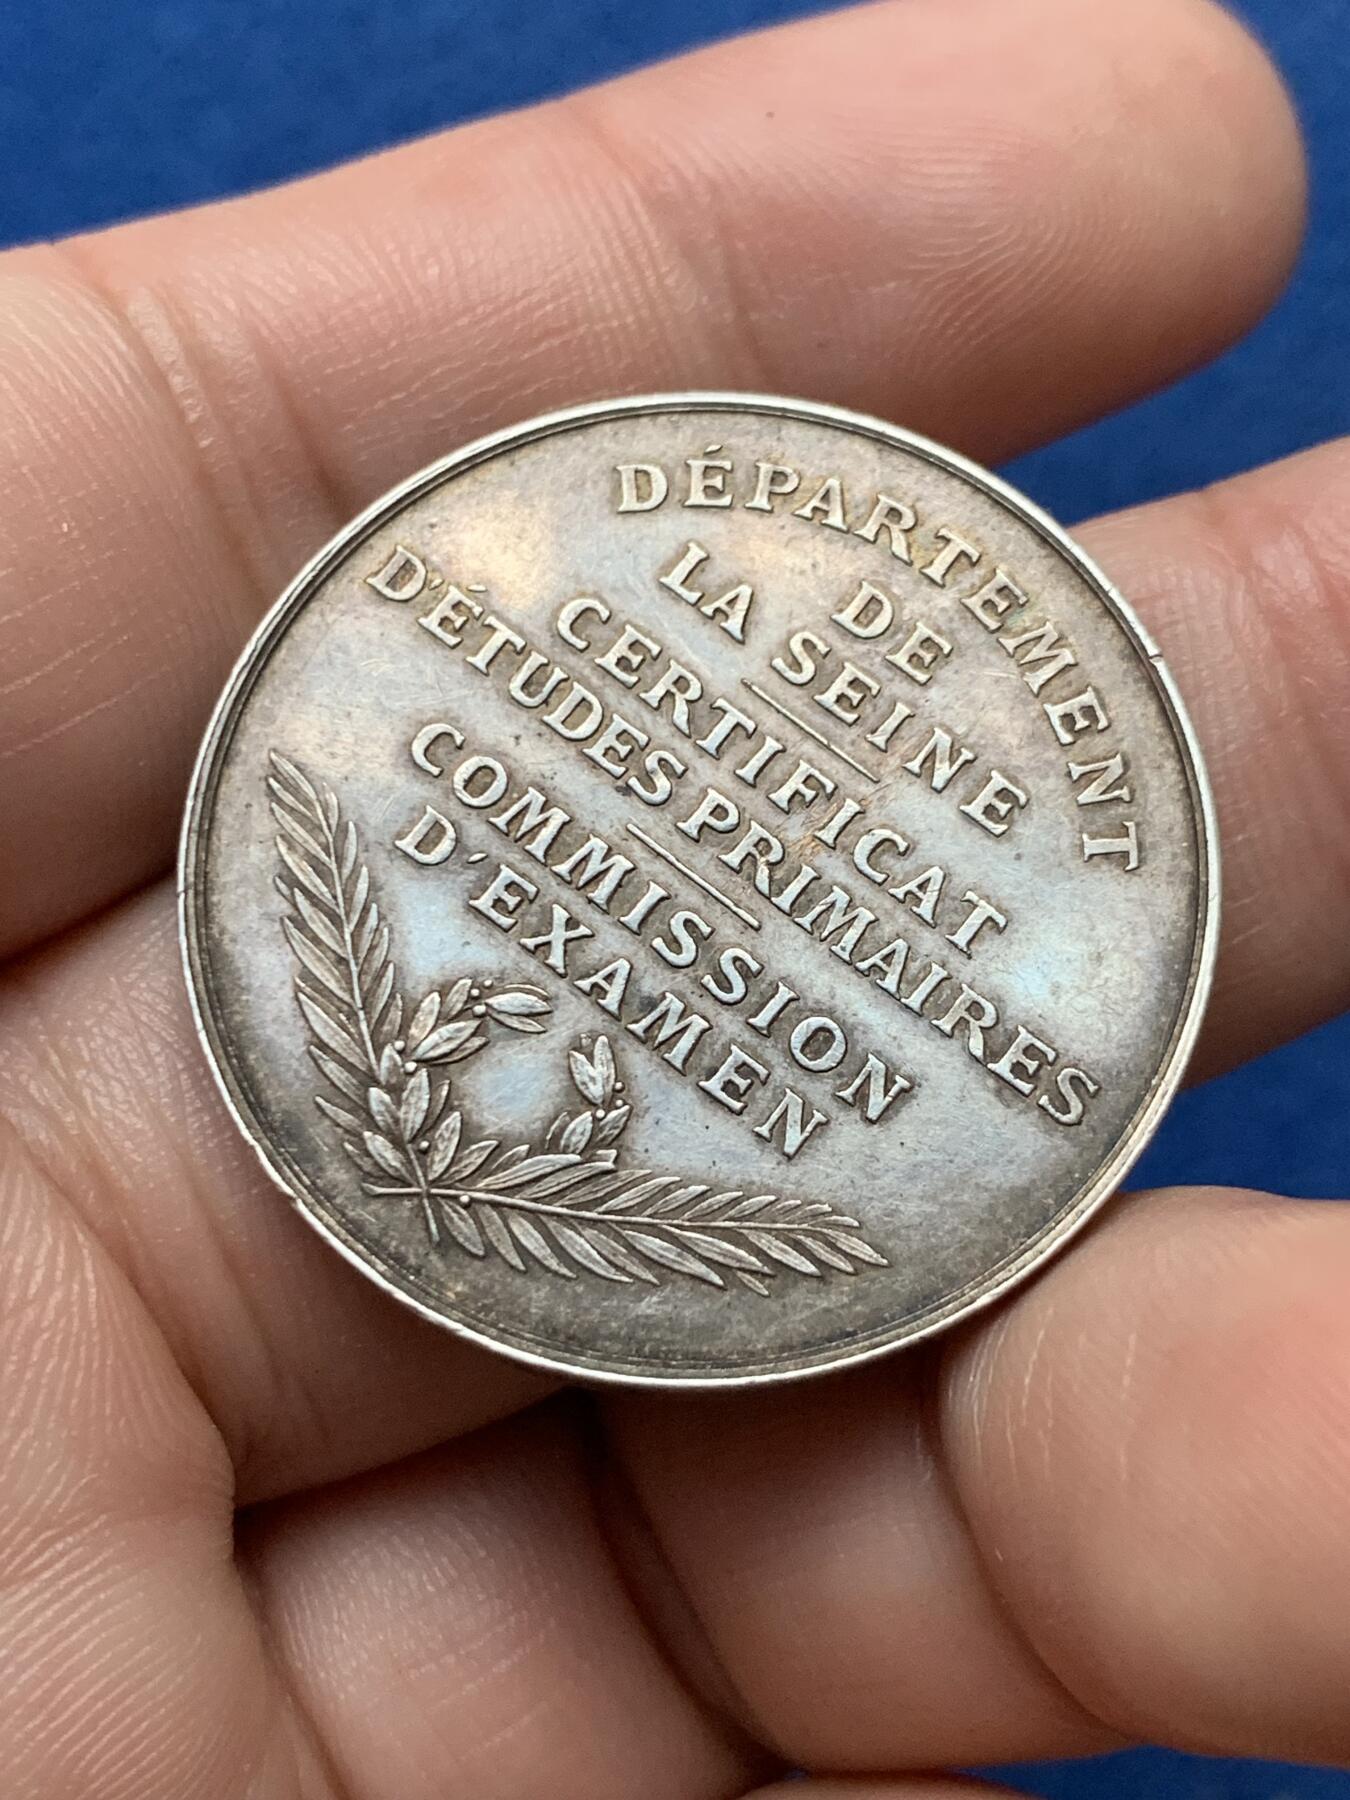 DÉPARTEMENT
DE
LA SEINE
CERTIFICAT
D'ÉTUDES PRIMAIRES
COMMISSION
D'EXAMEN